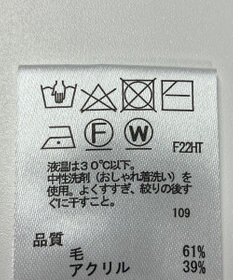 F W F22HT
液温は30℃以下。
中性洗剤（おしゃれ着洗い）を
使用。よくすすぎ、絞りの後す
ぐに干すこと。
109
品質
毛 61%
アクリル 39%